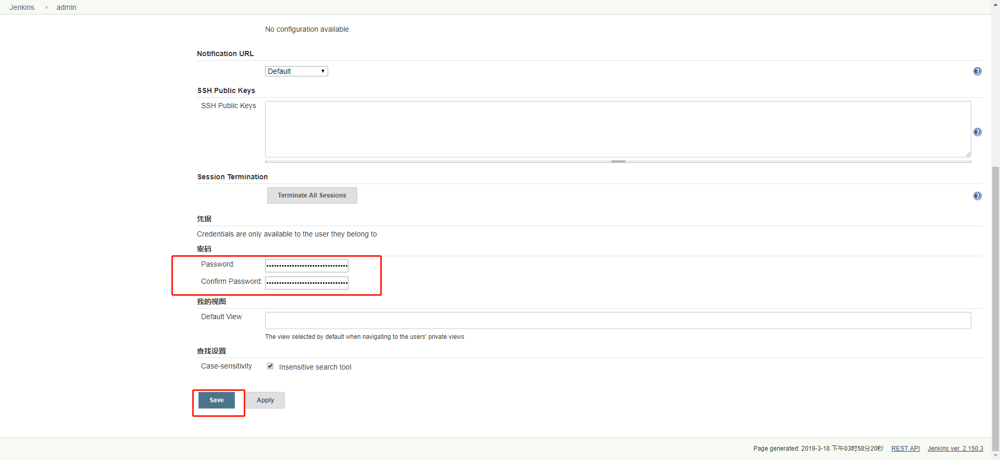 Jenkins admin
No configuration available
Notification URL
Default
SSH Public Keys
SSH Public Keys
Session Termination
Terminate All Sessions
凭据
Credentials are only available to the user they belong to
密码
Password: ••••••••••••••••••••••••••••••••
Confirm Password: ••••••••••••••••••••••••••••••••
我的视图
Default View
The view selected by default when navigating to the users' private views
查找设置
Case-sensitivity Insensitive search tool
Save Apply
Page generated: 2019-3-18 下午03时58分20秒 REST API Jenkins ver. 2.150.3